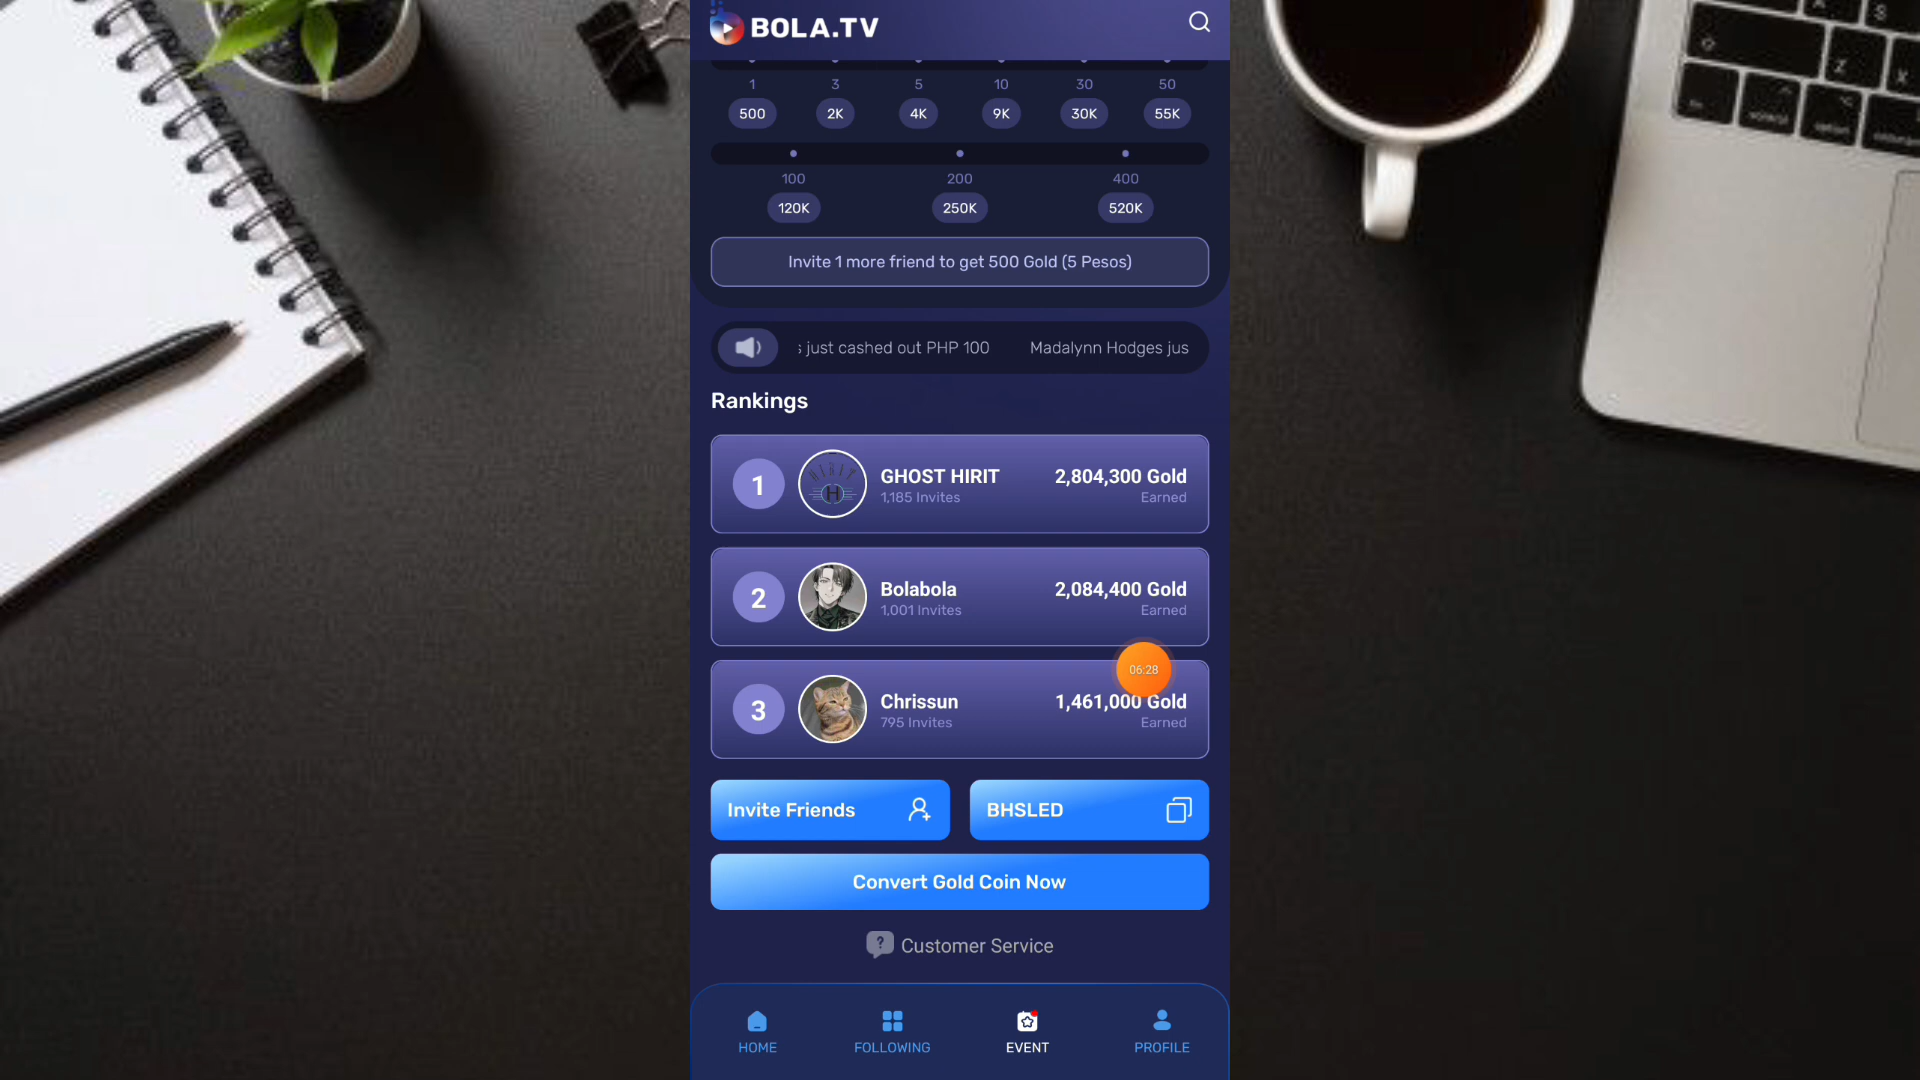 BOLA.TV
1 3 5 10 30 50
500 2K 4K 9K 30K 55K
100 200 400
120K 250K 520K
Invite 1 more friend to get 500 Gold (5 Pesos)
s just cashed out PHP 100 Madalynn Hodges jus
Rankings
1 GHOST HIRIT 2,804,300 Gold
1,185 Invites Earned
2 Bolabola 2,084,400 Gold
1,001 Invites Earned
06:28
3 Chrissun 1,461,000 Gold
795 Invites Earned
Invite Friends BHSLED
Convert Gold Coin Now
Customer Service
HOME FOLLOWING EVENT PROFILE